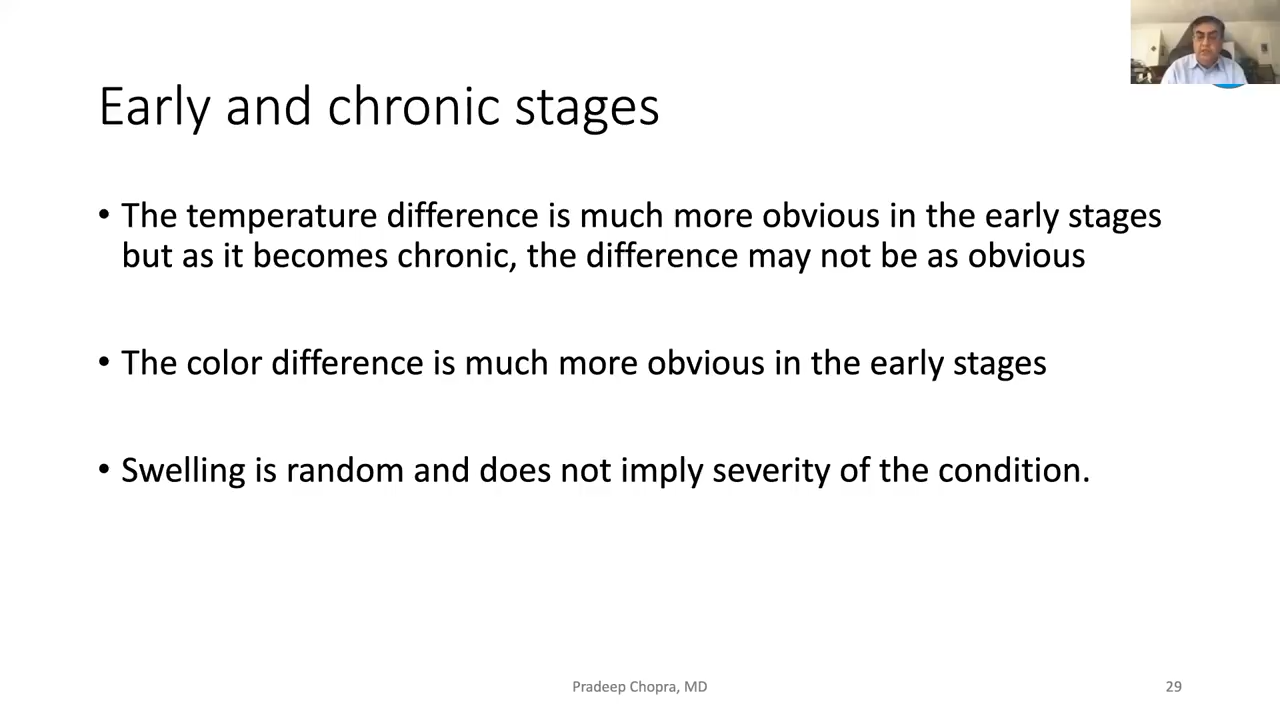 Early and chronic stages
• The temperature difference is much more obvious in the early stages
but as it becomes chronic, the difference may not be as obvious
• The color difference is much more obvious in the early stages
• Swelling is random and does not imply severity of the condition.
Pradeep Chopra, MD
29